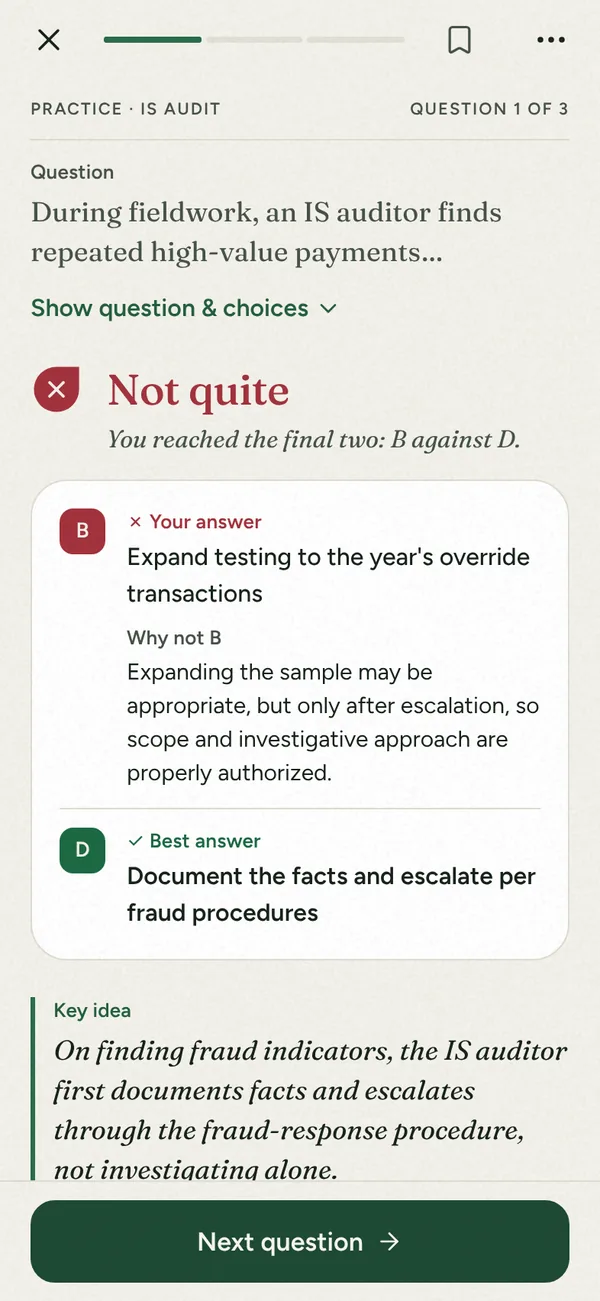 PRACTICE · IS AUDIT
QUESTION 1 OF 3
Question
During fieldwork, an IS auditor finds
repeated high-value payments...
Show question & choices
Not quite
You reached the final two: B against D.
B
× Your answer
Expand testing to the year's override
transactions
Why not B
Expanding the sample may be
appropriate, but only after escalation, so
scope and investigative approach are
properly authorized.
D
✓ Best answer
Document the facts and escalate per
fraud procedures
Key idea
On finding fraud indicators, the IS auditor
first documents facts and escalates
through the fraud-response procedure,
not investigating alone.
Next question →